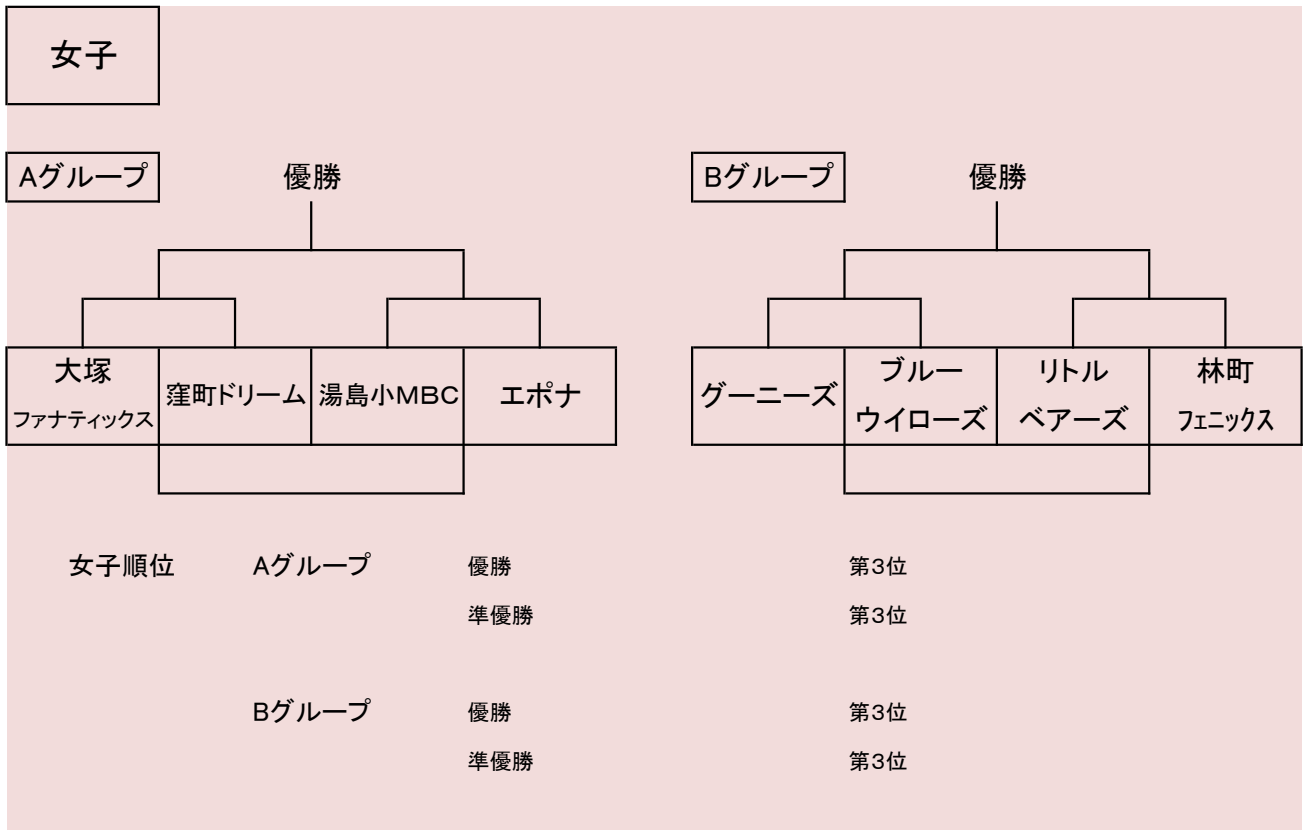 女子
Aグループ 優勝 Bグループ 優勝
大塚
ファナティックス
窪町ドリーム
湯島小MBC
エポナ
グーニーズ
ブルー
ウイローズ
リトル
ベアーズ
林町
フェニックス
女子順位 Aグループ 優勝 第3位
準優勝 第3位
Bグループ 優勝 第3位
準優勝 第3位